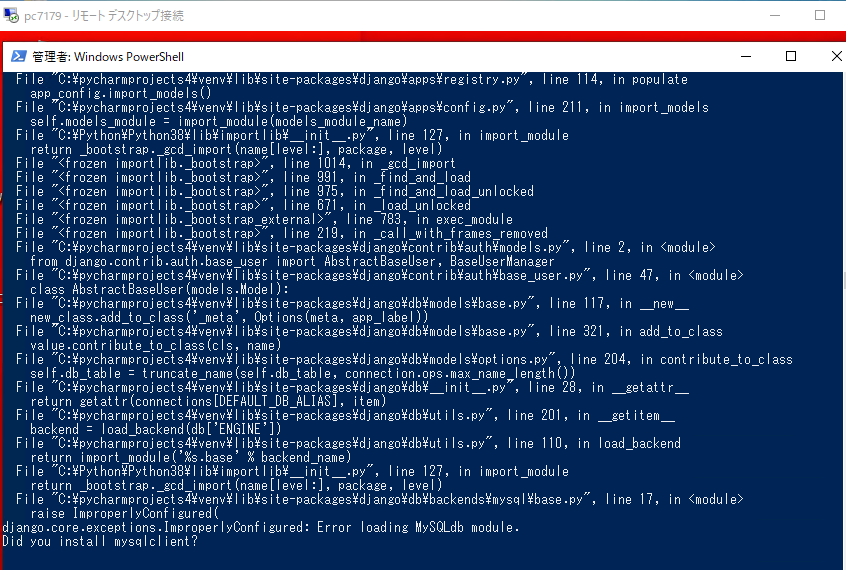 pc7179 - リモート デスクトップ接続
管理者: Windows PowerShell
  File "C:¥pycharmprojects4¥venv¥lib¥site-packages¥django¥apps¥registry.py", line 114, in populate
    app_config.import_models()
  File "C:¥pycharmprojects4¥venv¥lib¥site-packages¥django¥apps¥config.py", line 211, in import_models
    self.models_module = import_module(models_module_name)
  File "C:¥Python¥Python38¥lib¥importlib¥__init__.py", line 127, in import_module
    return _bootstrap._gcd_import(name[level:], package, level)
  File "<frozen importlib._bootstrap>", line 1014, in _gcd_import
  File "<frozen importlib._bootstrap>", line 991, in _find_and_load
  File "<frozen importlib._bootstrap>", line 975, in _find_and_load_unlocked
  File "<frozen importlib._bootstrap>", line 671, in _load_unlocked
  File "<frozen importlib._bootstrap_external>", line 783, in exec_module
  File "<frozen importlib._bootstrap>", line 219, in _call_with_frames_removed
  File "C:¥pycharmprojects4¥venv¥lib¥site-packages¥django¥contrib¥auth¥models.py", line 2, in <module>
    from django.contrib.auth.base_user import AbstractBaseUser, BaseUserManager
  File "C:¥pycharmprojects4¥venv¥lib¥site-packages¥django¥contrib¥auth¥base_user.py", line 47, in <module>
    class AbstractBaseUser(models.Model):
  File "C:¥pycharmprojects4¥venv¥lib¥site-packages¥django¥db¥models¥base.py", line 117, in __new__
    new_class.add_to_class('_meta', Options(meta, app_label))
  File "C:¥pycharmprojects4¥venv¥lib¥site-packages¥django¥db¥models¥base.py", line 321, in add_to_class
    value.contribute_to_class(cls, name)
  File "C:¥pycharmprojects4¥venv¥lib¥site-packages¥django¥db¥models¥options.py", line 204, in contribute_to_class
    self.db_table = truncate_name(self.db_table, connection.ops.max_name_length())
  File "C:¥pycharmprojects4¥venv¥lib¥site-packages¥django¥db¥__init__.py", line 28, in __getattr__
    return getattr(connections[DEFAULT_DB_ALIAS], item)
  File "C:¥pycharmprojects4¥venv¥lib¥site-packages¥django¥db¥utils.py", line 201, in __getitem__
    backend = load_backend(db['ENGINE'])
  File "C:¥pycharmprojects4¥venv¥lib¥site-packages¥django¥db¥utils.py", line 110, in load_backend
    return import_module('%s.base' % backend_name)
  File "C:¥Python¥Python38¥lib¥importlib¥__init__.py", line 127, in import_module
    return _bootstrap._gcd_import(name[level:], package, level)
  File "C:¥pycharmprojects4¥venv¥lib¥site-packages¥django¥db¥backends¥mysql¥base.py", line 17, in <module>
    raise ImproperlyConfigured(
django.core.exceptions.ImproperlyConfigured: Error loading MySQLdb module.
Did you install mysqlclient?